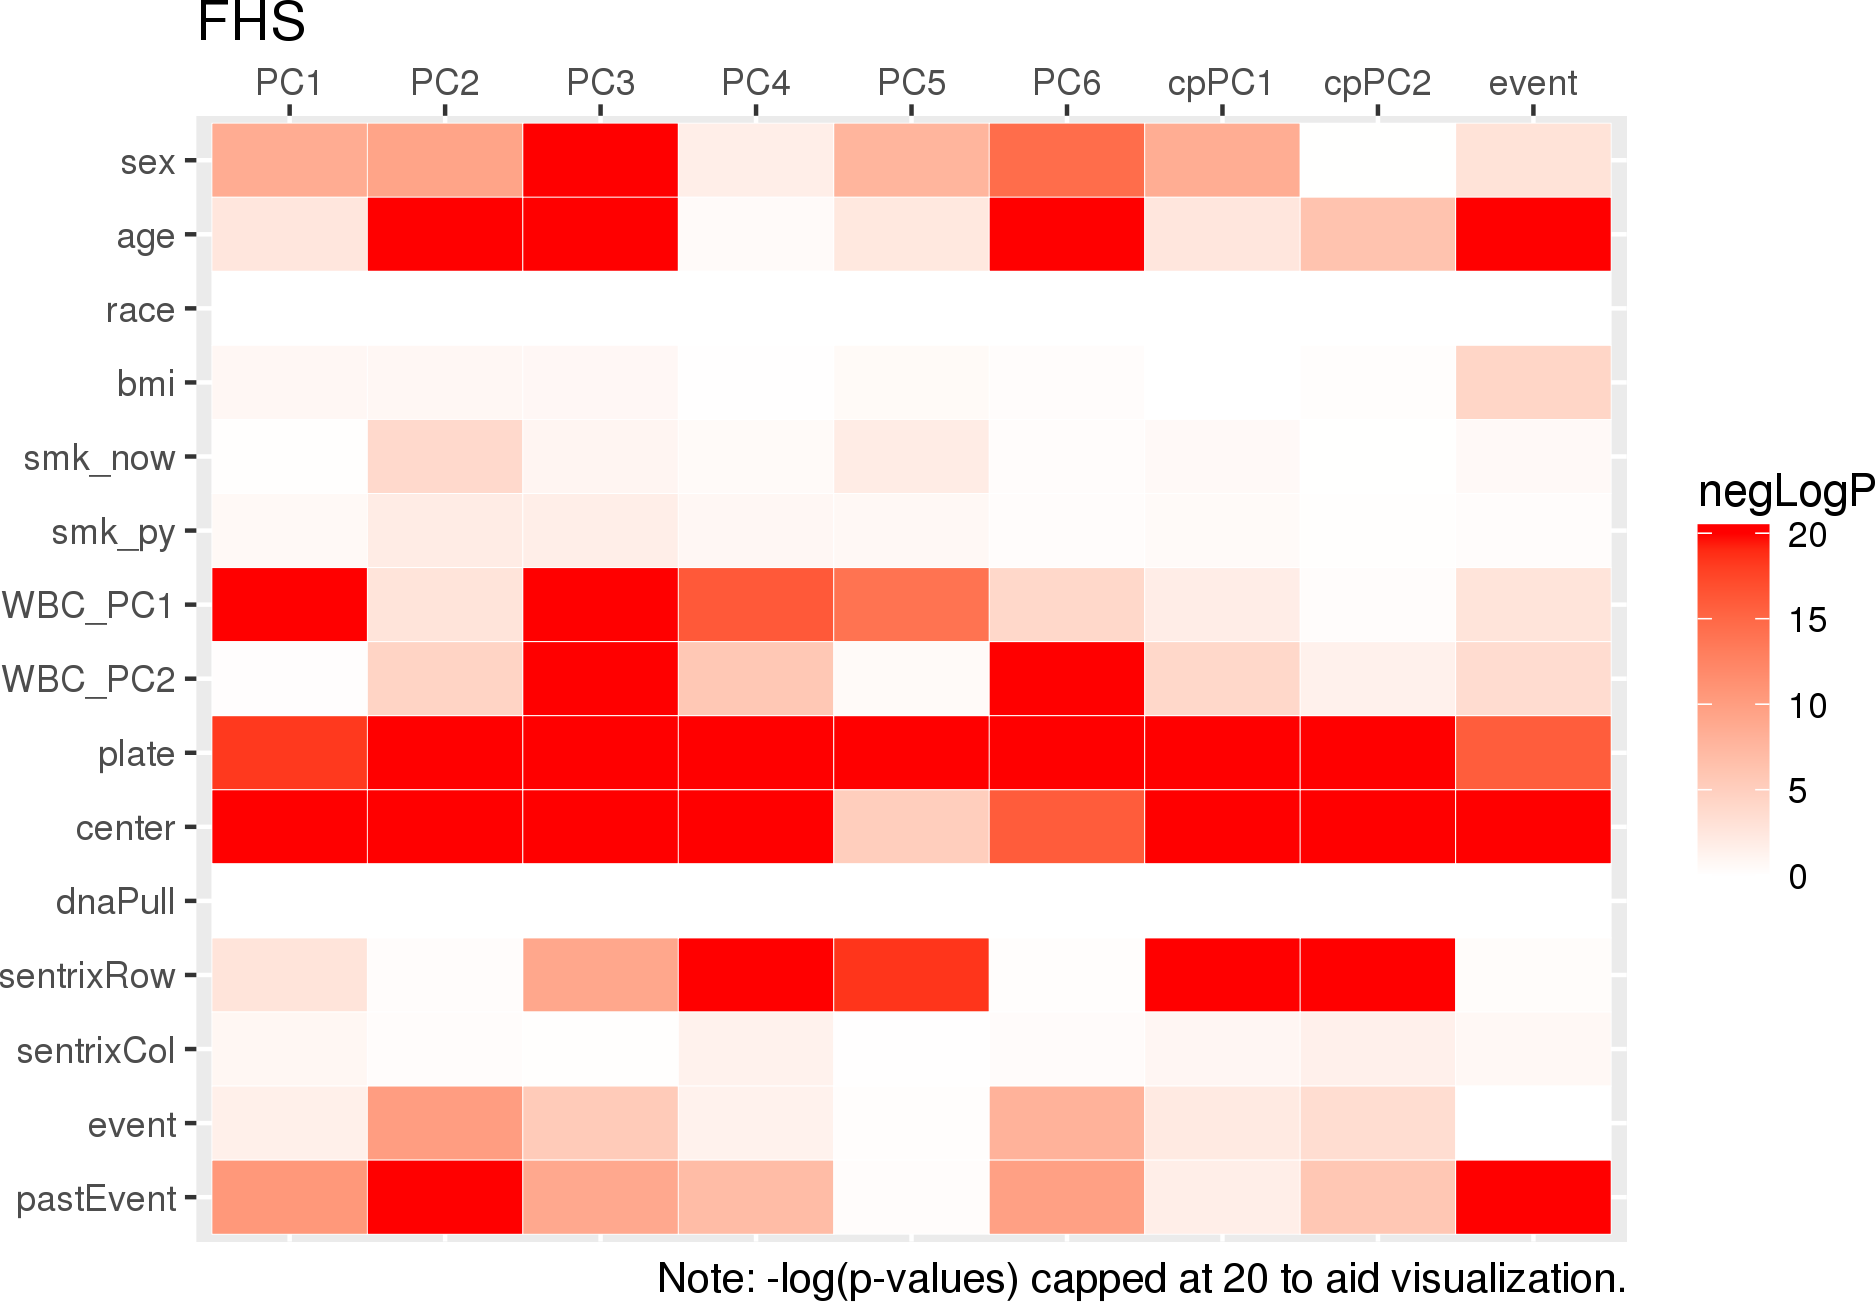 FHS
PC1 PC2 PC3 PC4 PC5 PC6 cpPC1 cpPC2 event
sex
age
race
bmi
smk_now
smk_py
WBC_PC1
WBC_PC2
plate
center
dnaPull
sentrixRow
sentrixCol
event
pastEvent
negLogP
20
15
10
5
0
Note: -log(p-values) capped at 20 to aid visualization.